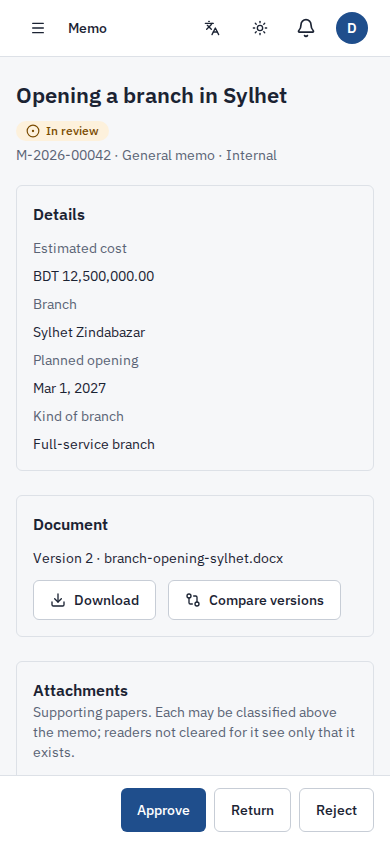 Memo
D
Opening a branch in Sylhet
In review
M-2026-00042 · General memo · Internal
Details
Estimated cost
BDT 12,500,000.00
Branch
Sylhet Zindabazar
Planned opening
Mar 1, 2027
Kind of branch
Full-service branch
Document
Version 2 · branch-opening-sylhet.docx
Download
Compare versions
Attachments
Supporting papers. Each may be classified above
the memo; readers not cleared for it see only that it
exists.
Approve
Return
Reject